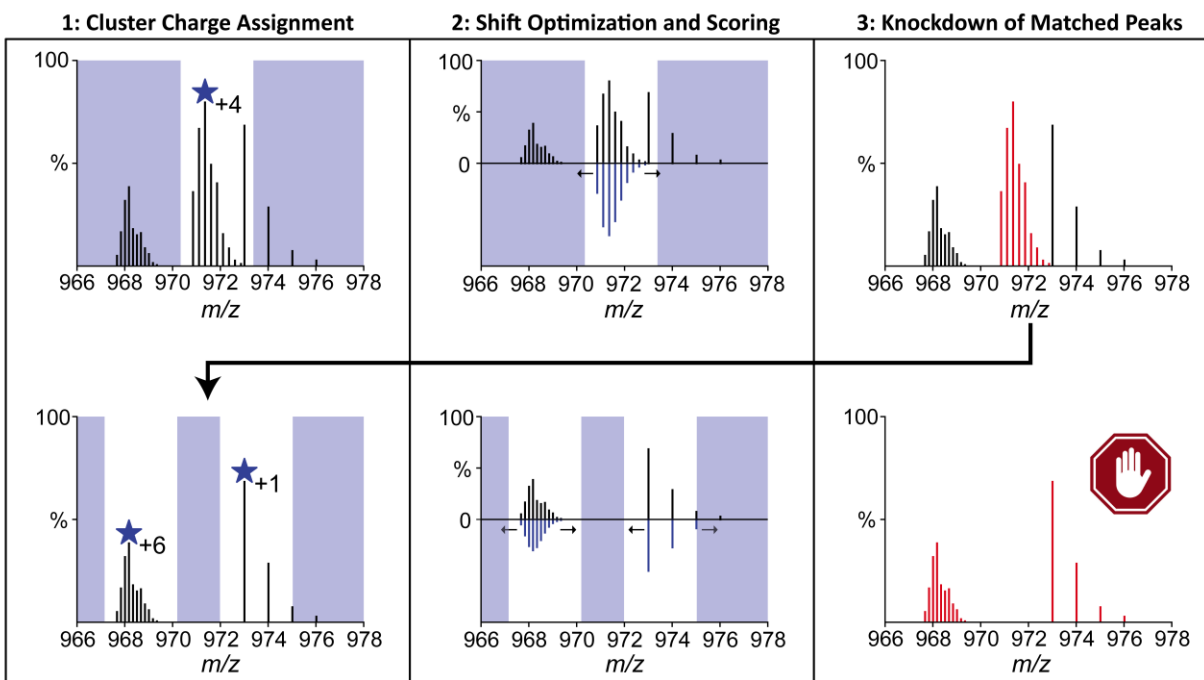 1: Cluster Charge Assignment
2: Shift Optimization and Scoring
3: Knockdown of Matched Peaks
100
%
+4
966 968 970 972 974 976 978
m/z
100
%
0
966 968 970 972 974 976 978
m/z
100
%
966 968 970 972 974 976 978
m/z
100
%
+6
+1
966 968 970 972 974 976 978
m/z
100
%
0
966 968 970 972 974 976 978
m/z
100
%
966 968 970 972 974 976 978
m/z